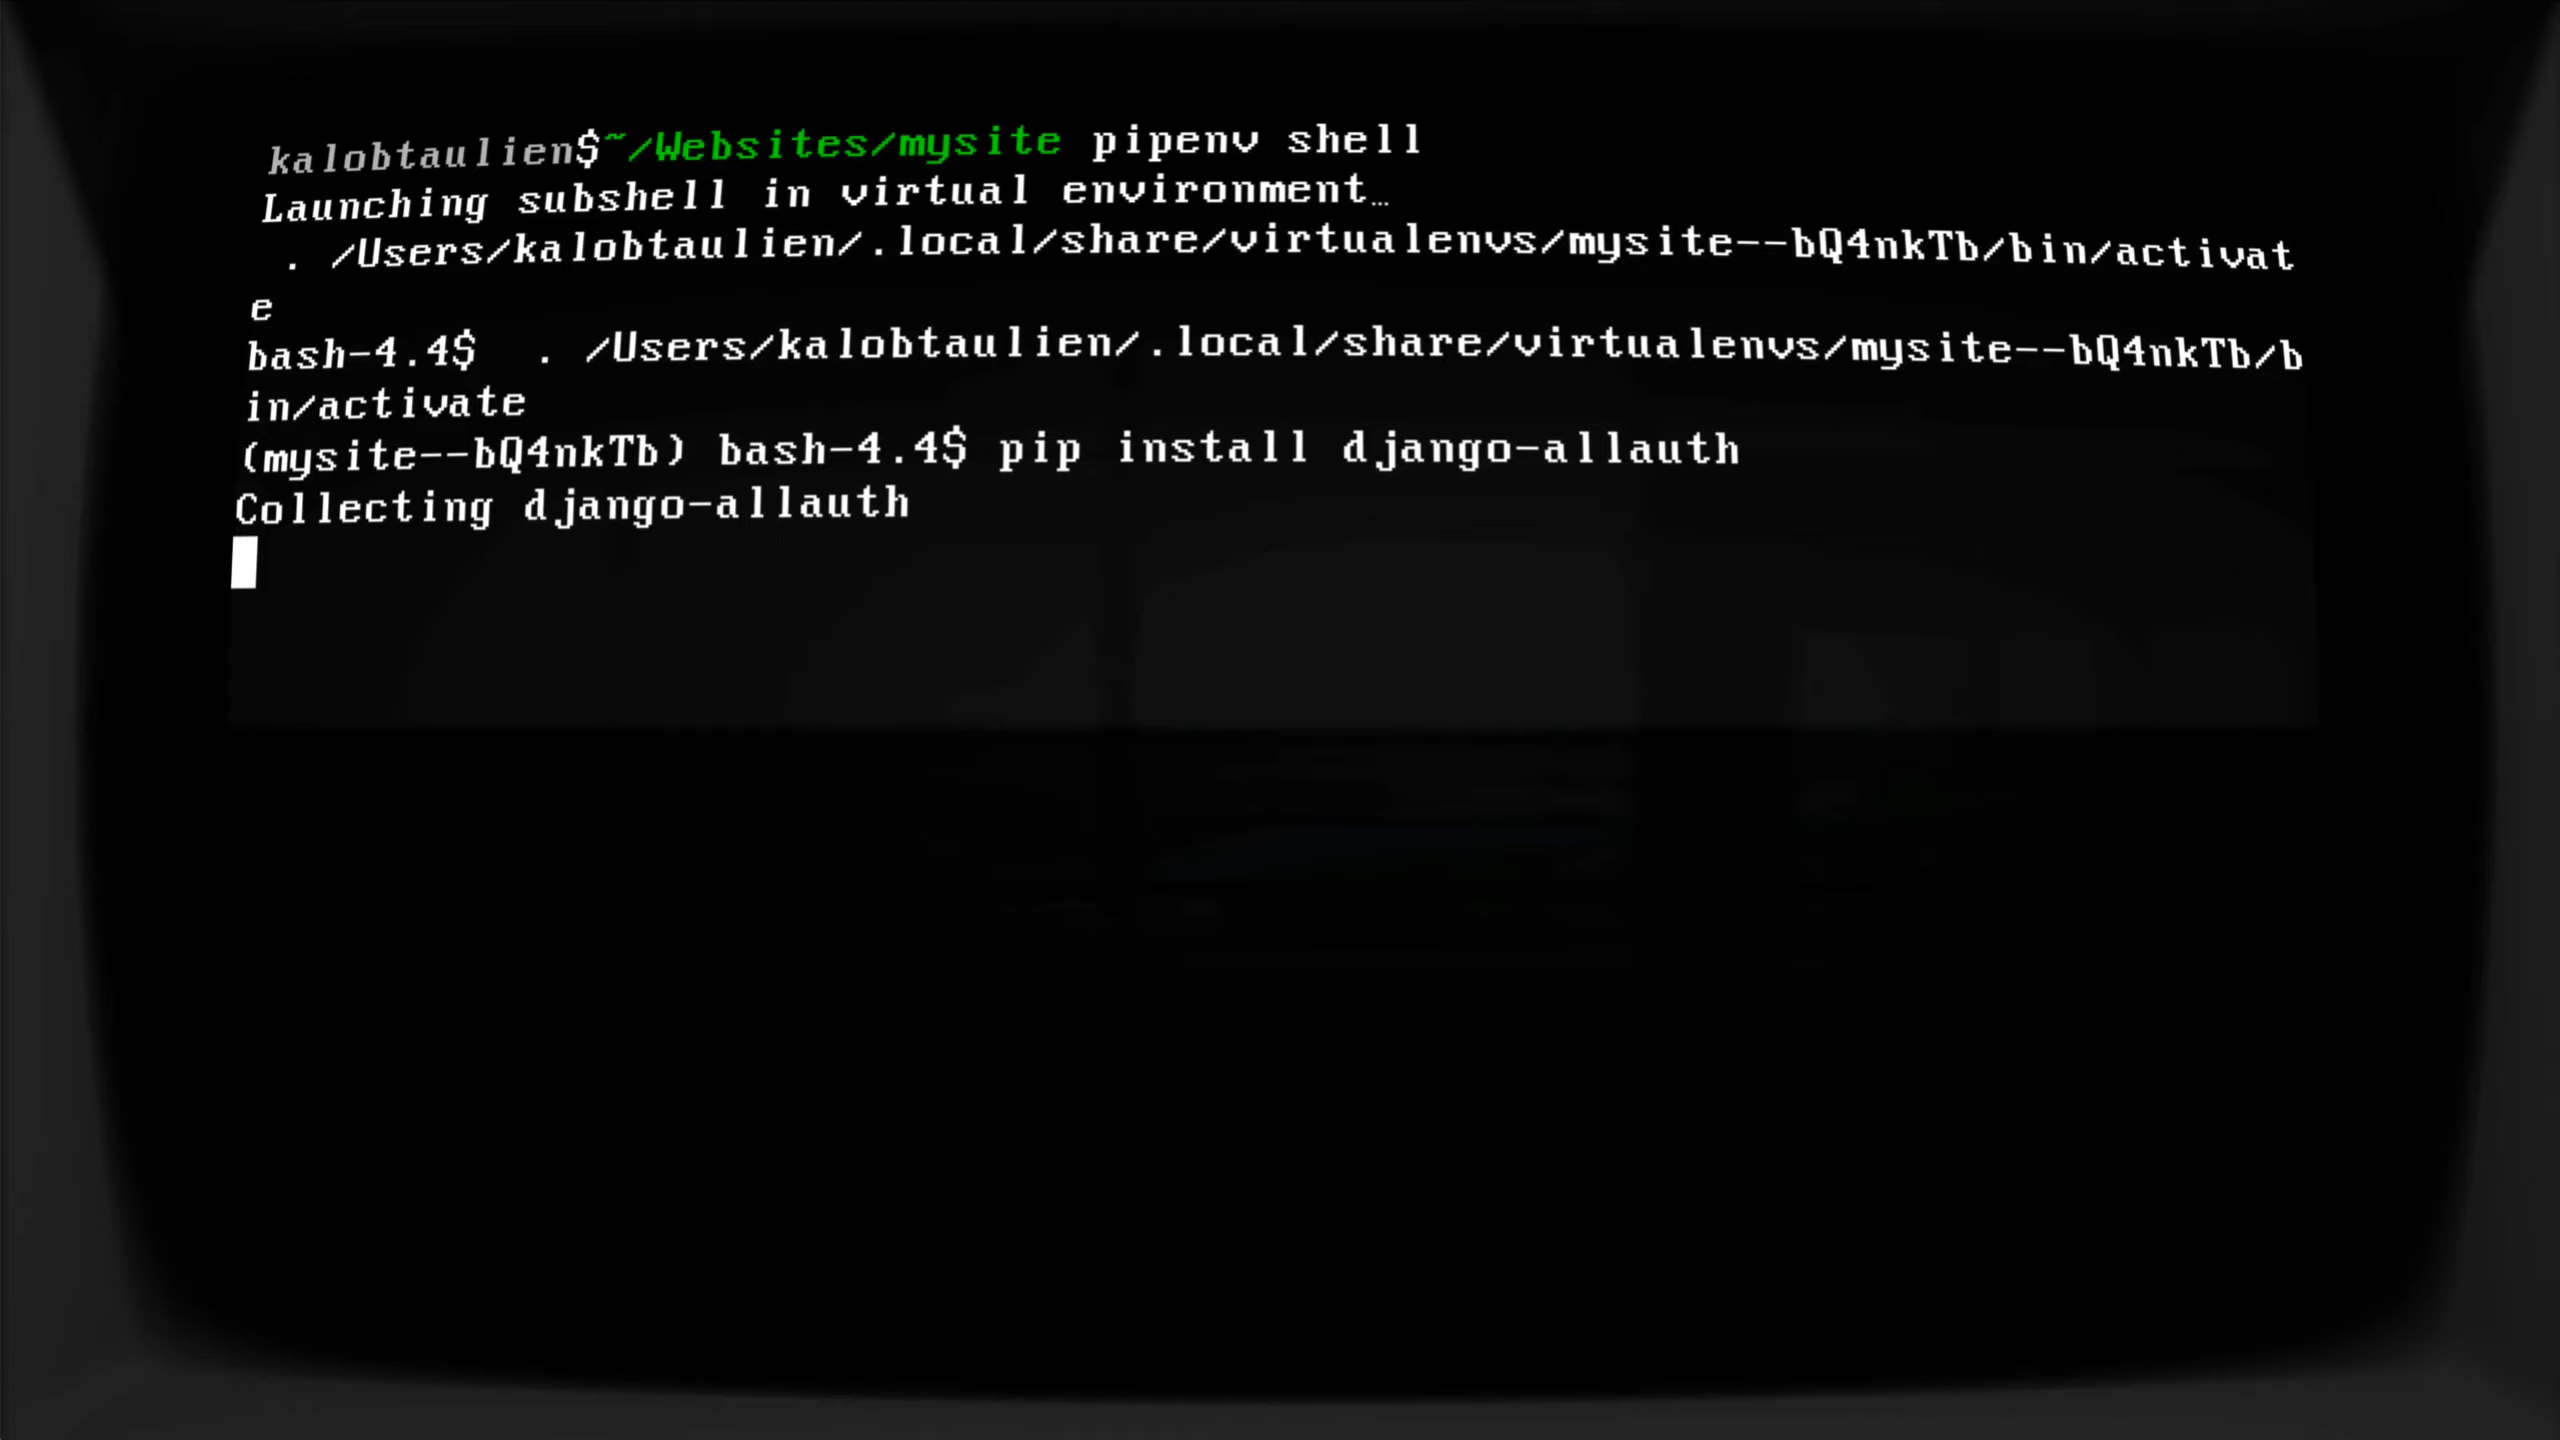 kalobtaulien$~/Websites/mysite pipenv shell
Launching subshell in virtual environment…
 . /Users/kalobtaulien/.local/share/virtualenvs/mysite--bQ4nkTb/bin/activat
e
bash-4.4$  . /Users/kalobtaulien/.local/share/virtualenvs/mysite--bQ4nkTb/b
in/activate
(mysite--bQ4nkTb) bash-4.4$ pip install django-allauth
Collecting django-allauth